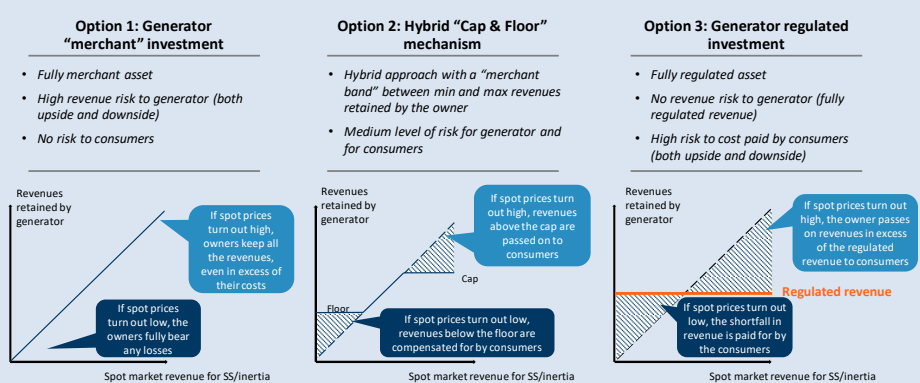 Option 1: Generator
“merchant” investment
• Fully merchant asset
• High revenue risk to generator (both
upside and downside)
• No risk to consumers
Revenues
retained by
generator
If spot prices
turn out high,
owners keep all
the revenues,
even in excess of
their costs
If spot prices
turn out low, the
owners fully bear
any losses
Spot market revenue for SS/inertia
Option 2: Hybrid “Cap & Floor”
mechanism
• Hybrid approach with a “merchant
band” between min and max revenues
retained by the owner
• Medium level of risk for generator and
for consumers
Revenues
retained by
generator
If spot prices turn
out high, revenues
above the cap are
passed on to
consumers
Cap
Floor
If spot prices turn out low,
revenues below the floor are
compensated for by consumers
Spot market revenue for SS/inertia
Option 3: Generator regulated
investment
• Fully regulated asset
• No revenue risk to generator (fully
regulated revenue)
• High risk to cost paid by consumers
(both upside and downside)
Revenues
retained by
generator
If spot prices turn out
high, the owner passes
on revenues in excess
of the regulated
revenue to consumers
Regulated revenue
If spot prices turn out
low, the shortfall in
revenue is paid for by
the consumers
Spot market revenue for SS/inertia